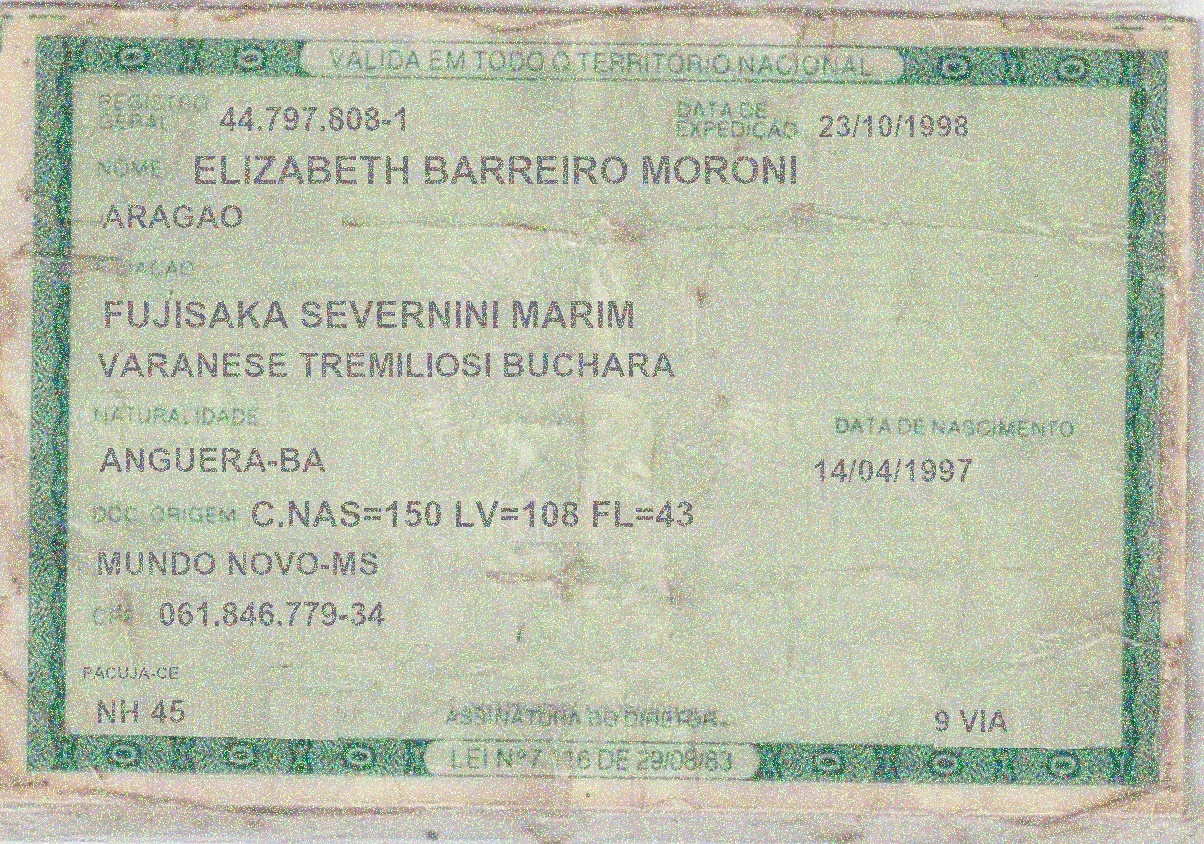 VALIDA EM TODO O TERRITÓRIO NACIONAL
REGISTRO GERAL 44.797.808-1 DATA DE EXPEDIÇÃO 23/10/1998
NOME ELIZABETH BARREIRO MORONI
ARAGAO
FUJISAKA SEVERNINI MARIM
VARANESE TREMILIOSI BUCHARA
NATURALIDADE DATA DE NASCIMENTO
ANGUERA-BA 14/04/1997
DOC. ORIGEM C.NAS=150 LV=108 FL=43
MUNDO NOVO-MS
CPF 061.846.779-34
PACUJA-CE
NH 45 ASSINATURA DO DIRETOR 9 VIA
LEI Nº 7 116 DE 29/08/83